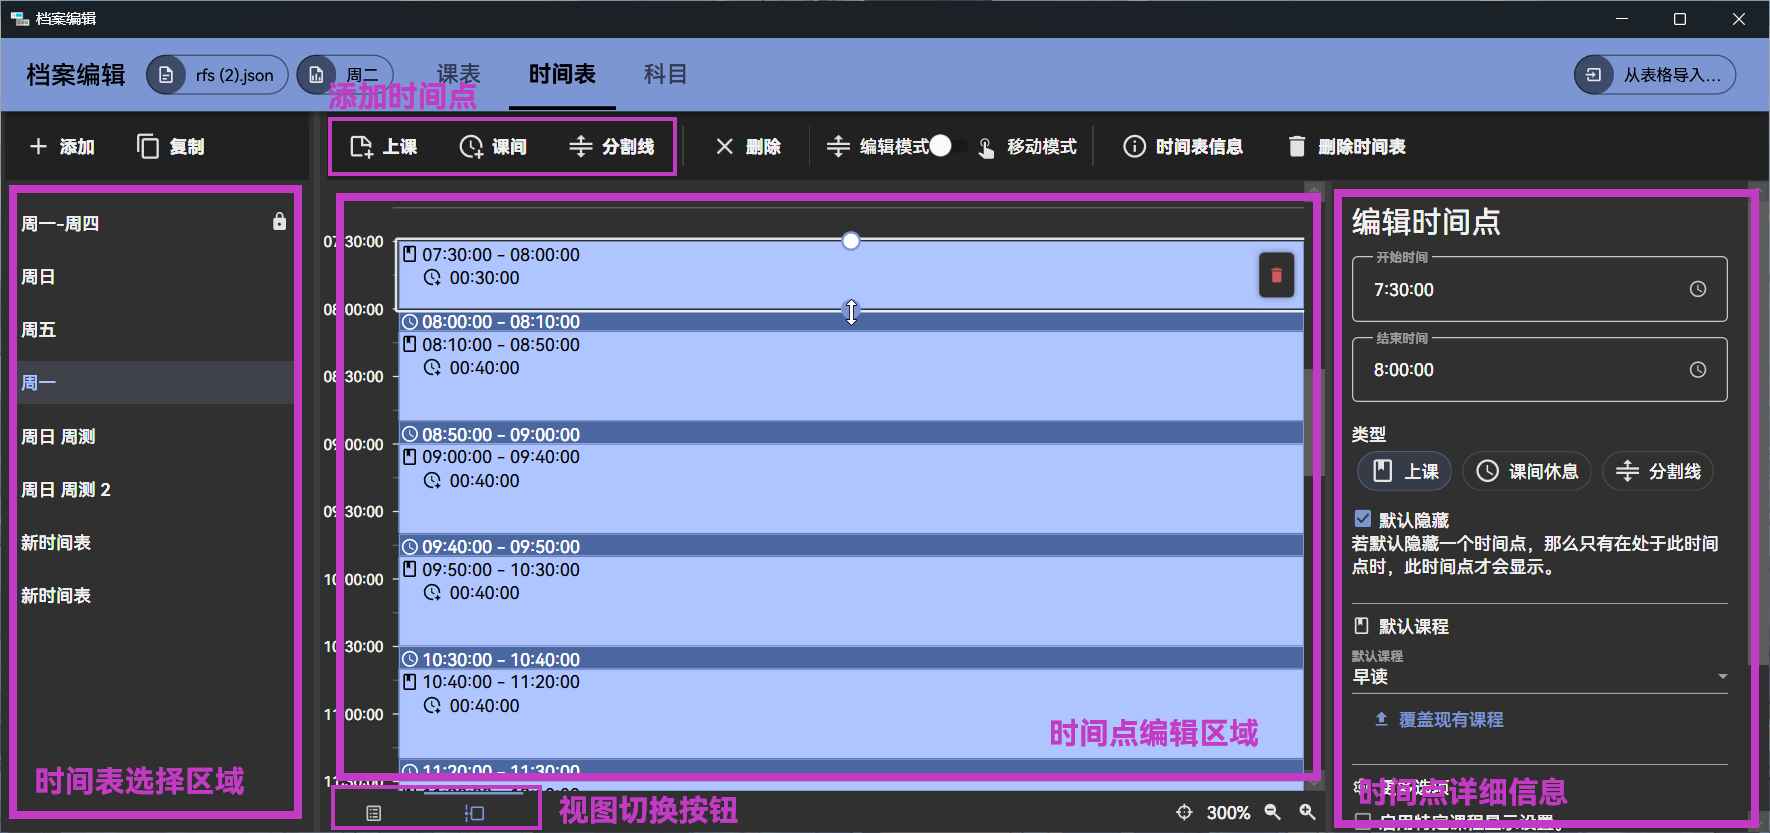 档案编辑
档案编辑
rfs (2).json
周二
课表
时间表
科目
从表格导入...
添加时间点
添加
复制
上课
课间
分割线
删除
编辑模式
移动模式
时间表信息
删除时间表
周一-周四
周日
周五
周一
周日 周测
周日 周测 2
新时间表
新时间表
时间表选择区域
07:30:00
07:30:00 - 08:00:00
00:30:00
08:00:00
08:00:00 - 08:10:00
08:10:00 - 08:50:00
00:40:00
08:30:00
08:50:00 - 09:00:00
09:00:00
09:00:00 - 09:40:00
00:40:00
09:30:00
09:40:00 - 09:50:00
09:50:00 - 10:30:00
10:00:00
00:40:00
10:30:00
10:30:00 - 10:40:00
10:40:00 - 11:20:00
00:40:00
11:00:00
时间点编辑区域
11:20:00 - 11:30:00
11:30:00
视图切换按钮
300%
编辑时间点
开始时间
7:30:00
结束时间
8:00:00
类型
上课
课间休息
分割线
默认隐藏
若默认隐藏一个时间点，那么只有在处于此时间
点时，此时间点才会显示。
默认课程
默认课程
早读
覆盖现有课程
时间点详细信息
启用特定课程显示设置。